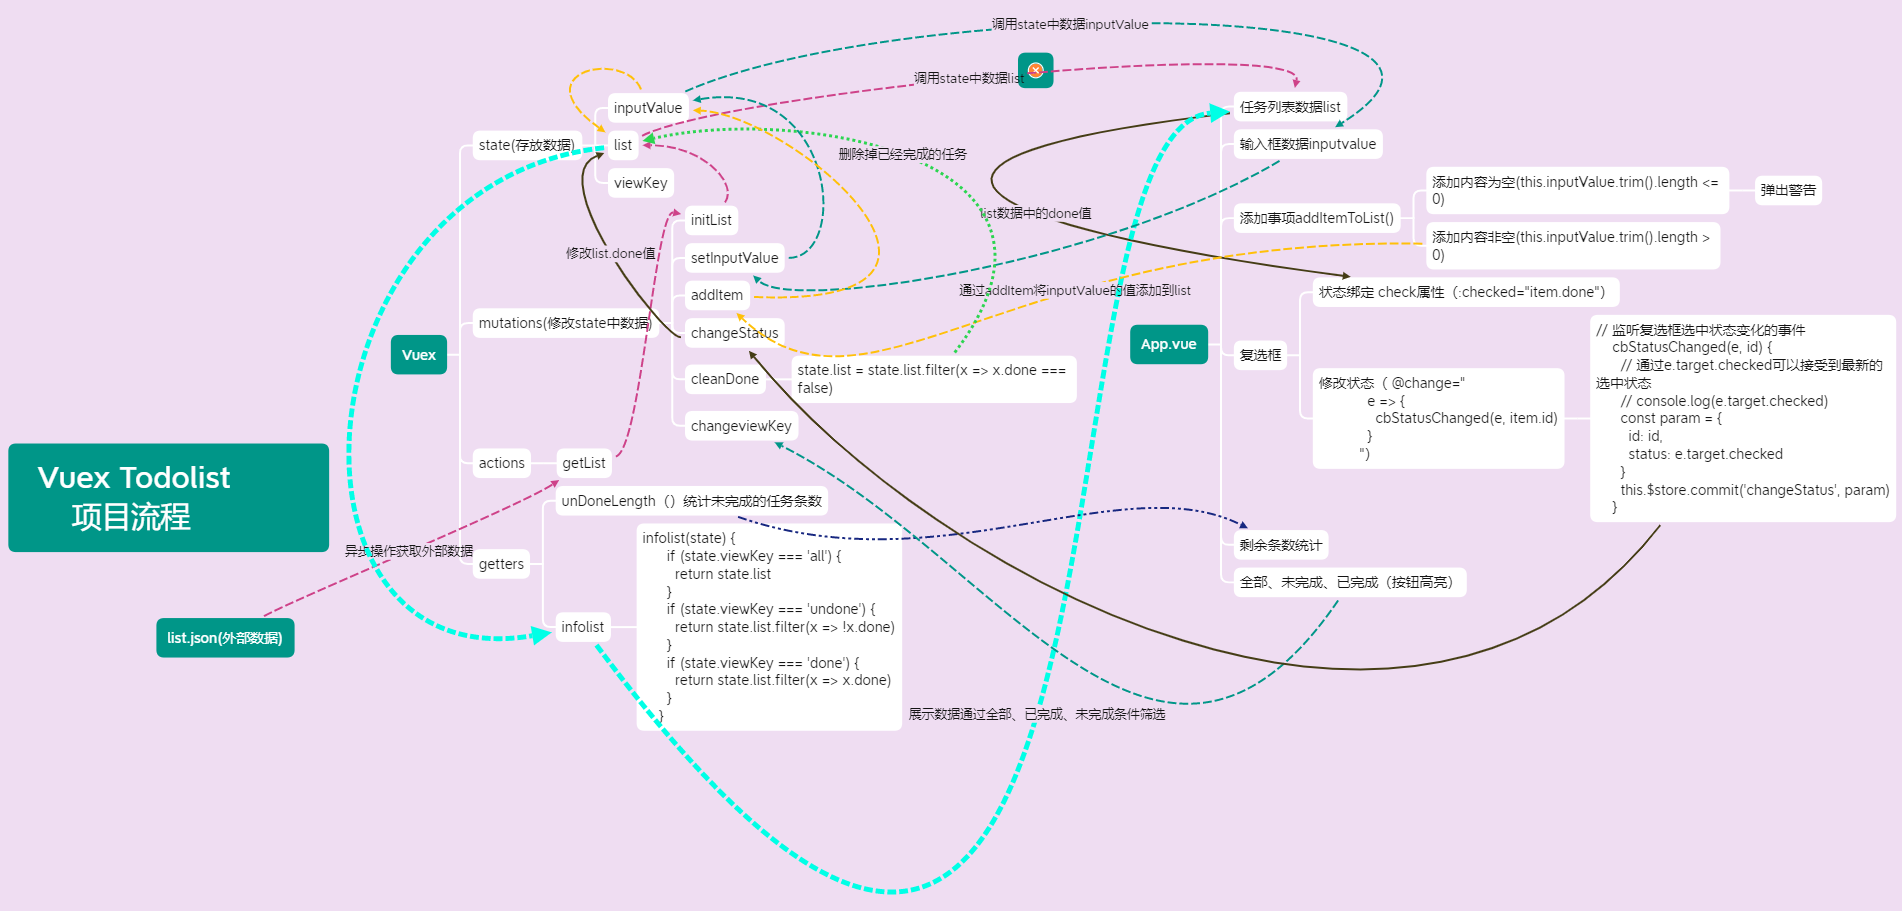 Vuex Todolist
项目流程
list.json(外部数据)
异步操作获取外部数据
Vuex
state(存放数据)
inputValue
list
viewKey
mutations(修改state中数据)
initList
setInputValue
addItem
changeStatus
cleanDone
state.list = state.list.filter(x => x.done ===
false)
changeviewKey
actions
getList
getters
unDoneLength（）统计未完成的任务条数
infolist
infolist(state) {
if (state.viewKey === 'all') {
return state.list
}
if (state.viewKey === 'undone') {
return state.list.filter(x => !x.done)
}
if (state.viewKey === 'done') {
return state.list.filter(x => x.done)
}
}
修改list.done值
调用state中数据inputValue
调用state中数据list
删除掉已经完成的任务
list数据中的done值
通过addItem将inputValue的值添加到list
展示数据通过全部、已完成、未完成条件筛选
App.vue
任务列表数据list
输入框数据inputvalue
添加事项addItemToList()
添加内容为空(this.inputValue.trim().length <=
0)
弹出警告
添加内容非空(this.inputValue.trim().length >
0)
复选框
状态绑定 check属性（:checked="item.done"）
修改状态（ @change="
e => {
cbStatusChanged(e, item.id)
}
")
// 监听复选框选中状态变化的事件
cbStatusChanged(e, id) {
// 通过e.target.checked可以接受到最新的
选中状态
// console.log(e.target.checked)
const param = {
id: id,
status: e.target.checked
}
this.$store.commit('changeStatus', param)
}
剩余条数统计
全部、未完成、已完成（按钮高亮）